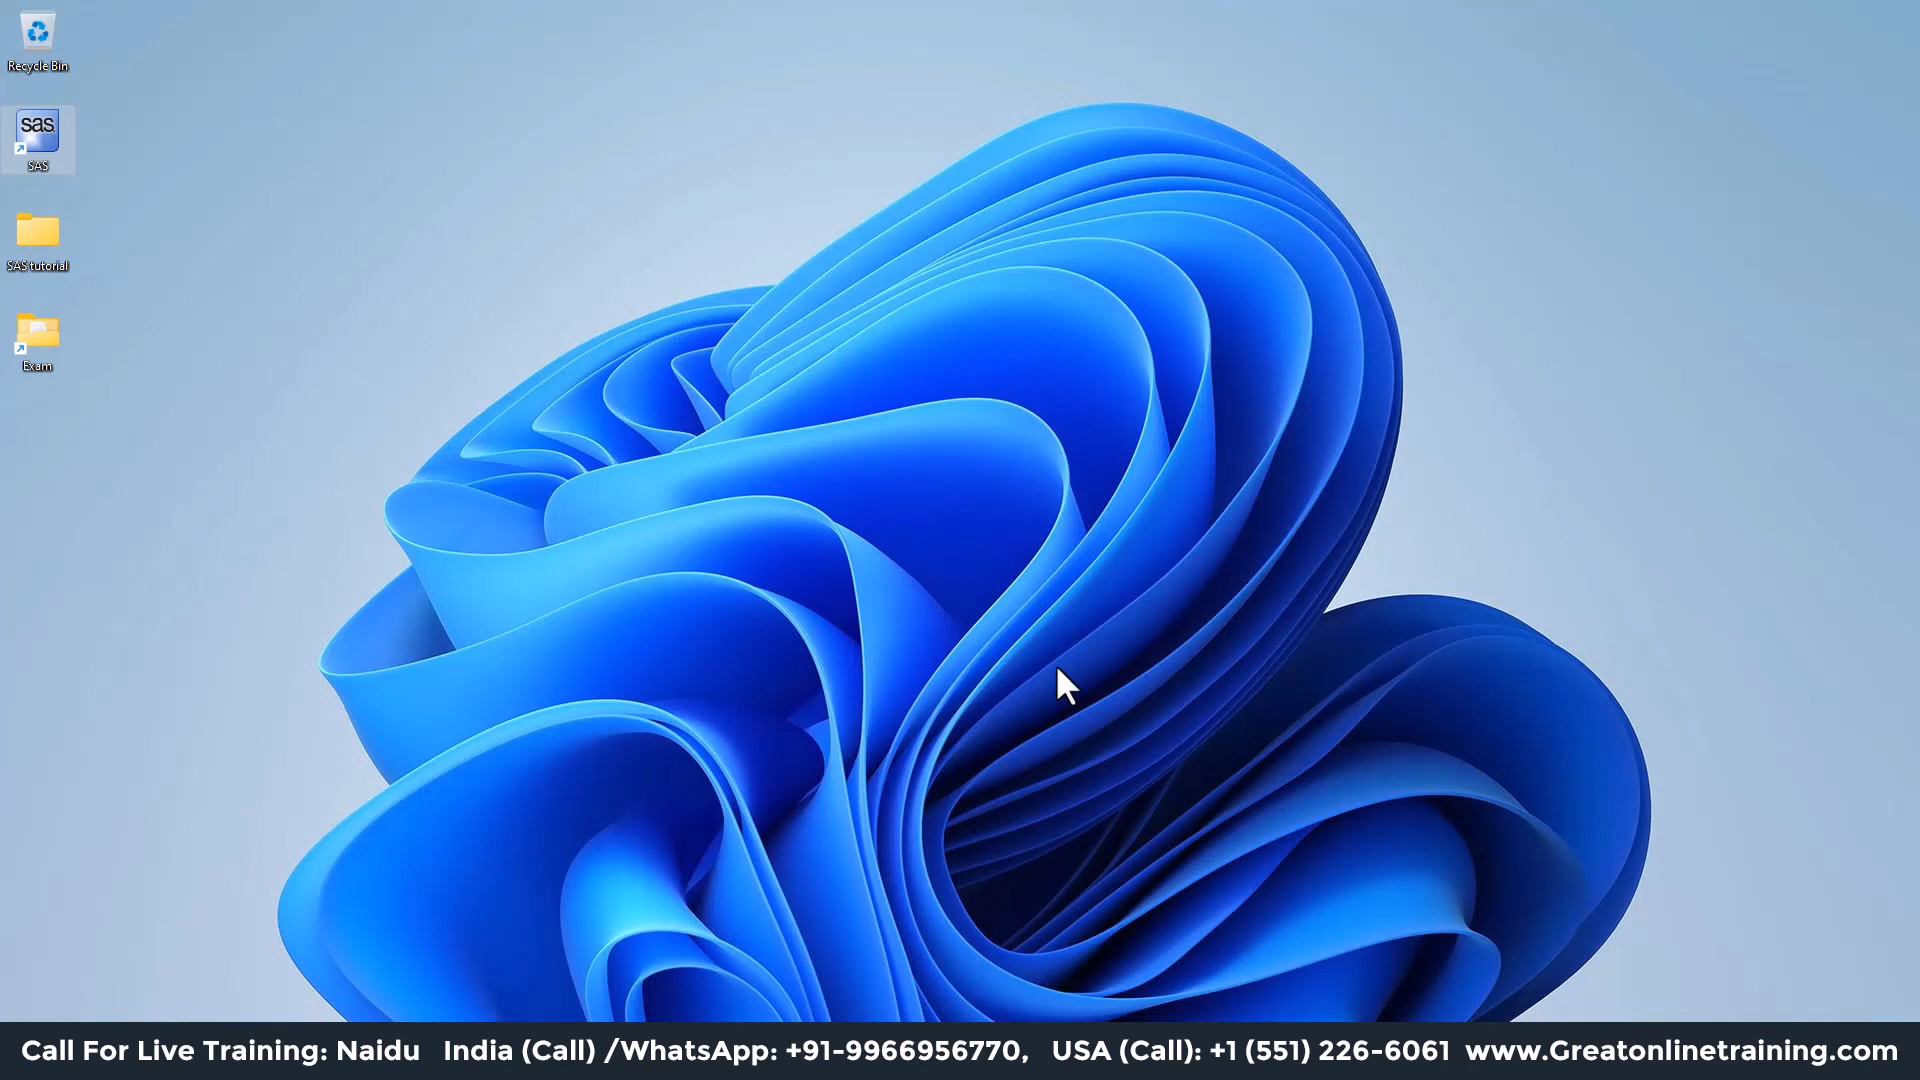 Recycle Bin
sas
SAS
SAS tutorial
Exam
Call For Live Training: Naidu India (Call) /WhatsApp: +91-9966956770, USA (Call): +1 (551) 226-6061 www.Greatonlinetraining.com